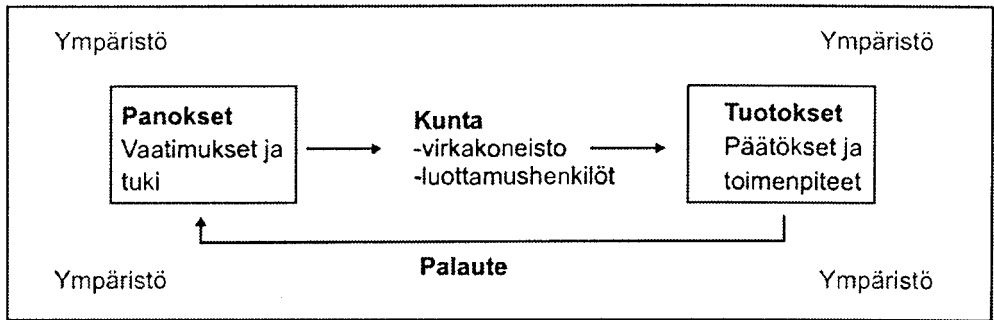 Ympäristö
Ympäristö
Panokset
Vaatimukset ja
tuki
Kunta
-virkakoneisto
-luottamushenkilöt
Tuotokset
Päätökset ja
toimenpiteet
Palaute
Ympäristö
Ympäristö